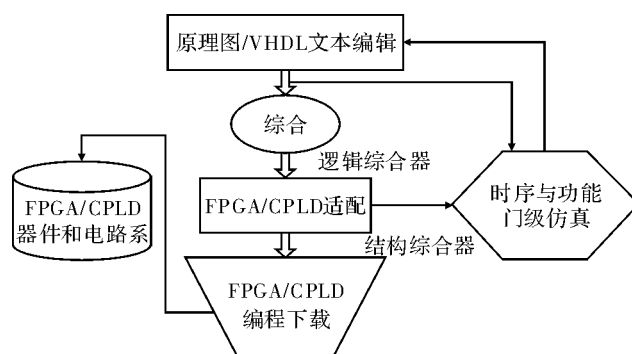 原理图/VHDL文本编辑
综合
逻辑综合器
FPGA/CPLD
器件和电路系
FPGA/CPLD适配
时序与功能
门级仿真
结构综合器
FPGA/CPLD
编程下载